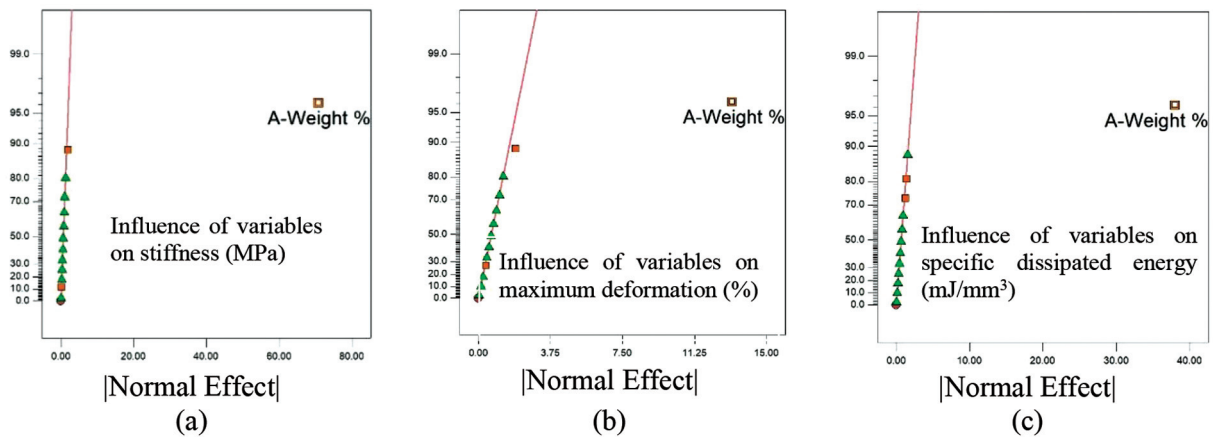 99.0
95.0
90.0
80.0
70.0
50.0
30.0
20.0
10.0
0.0
A-Weight %
Influence of variables
on stiffness (MPa)
0.00 20.00 40.00 60.00 80.00
|Normal Effect|
(a)
99.0
95.0
90.0
80.0
70.0
50.0
30.0
20.0
10.0
0.0
A-Weight %
Influence of variables on
maximum deformation (%)
0.00 3.75 7.50 11.25 15.00
|Normal Effect|
(b)
99.0
95.0
90.0
80.0
70.0
50.0
30.0
20.0
10.0
0.0
A-Weight %
Influence of variables on
specific dissipated energy
(mJ/mm³)
0.00 10.00 20.00 30.00 40.00
|Normal Effect|
(c)